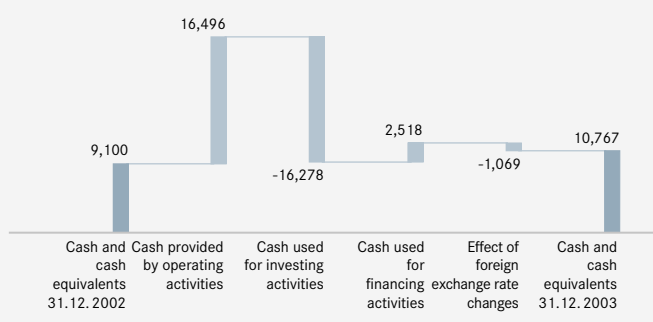 16,496
9,100
2,518
10,767
-16,278
-1,069
Cash and
cash
equivalents
31.12.2002
Cash provided
by operating
activities
Cash used
for investing
activities
Cash used
for
financing
activities
Effect of
foreign
exchange rate
changes
Cash and
cash
equivalents
31.12.2003